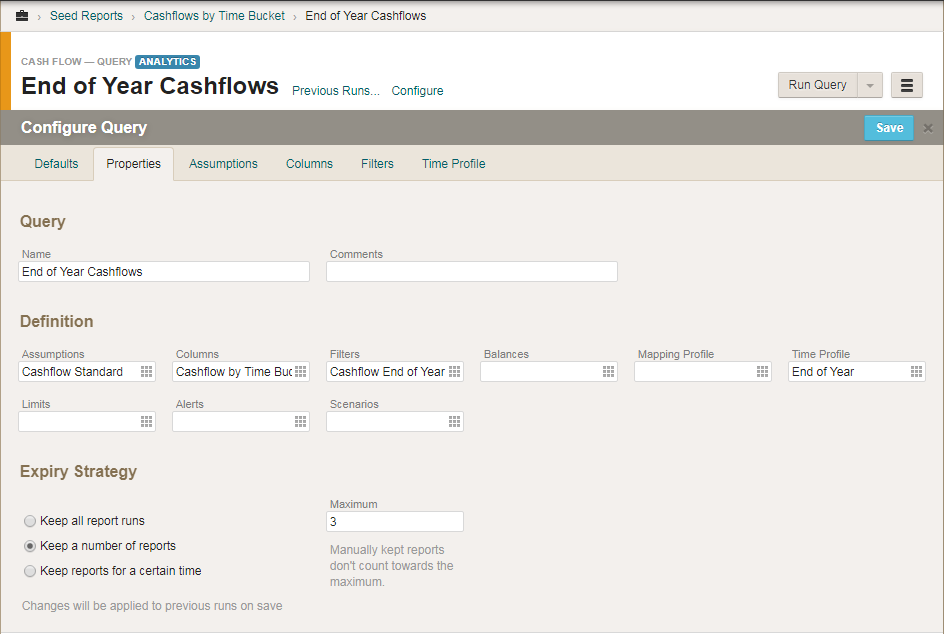 Seed Reports › Cashflows by Time Bucket › End of Year Cashflows
CASH FLOW — QUERY ANALYTICS
End of Year Cashflows Previous Runs... Configure Run Query
Configure Query Save ×
Defaults Properties Assumptions Columns Filters Time Profile
Query
Name Comments
End of Year Cashflows
Definition
Assumptions Columns Filters Balances Mapping Profile Time Profile
Cashflow Standard Cashflow by Time Buc Cashflow End of Year End of Year
Limits Alerts Scenarios
Expiry Strategy
Maximum
Keep all report runs 3
Keep a number of reports
Manually kept reports
don't count towards the
maximum.
Keep reports for a certain time
Changes will be applied to previous runs on save